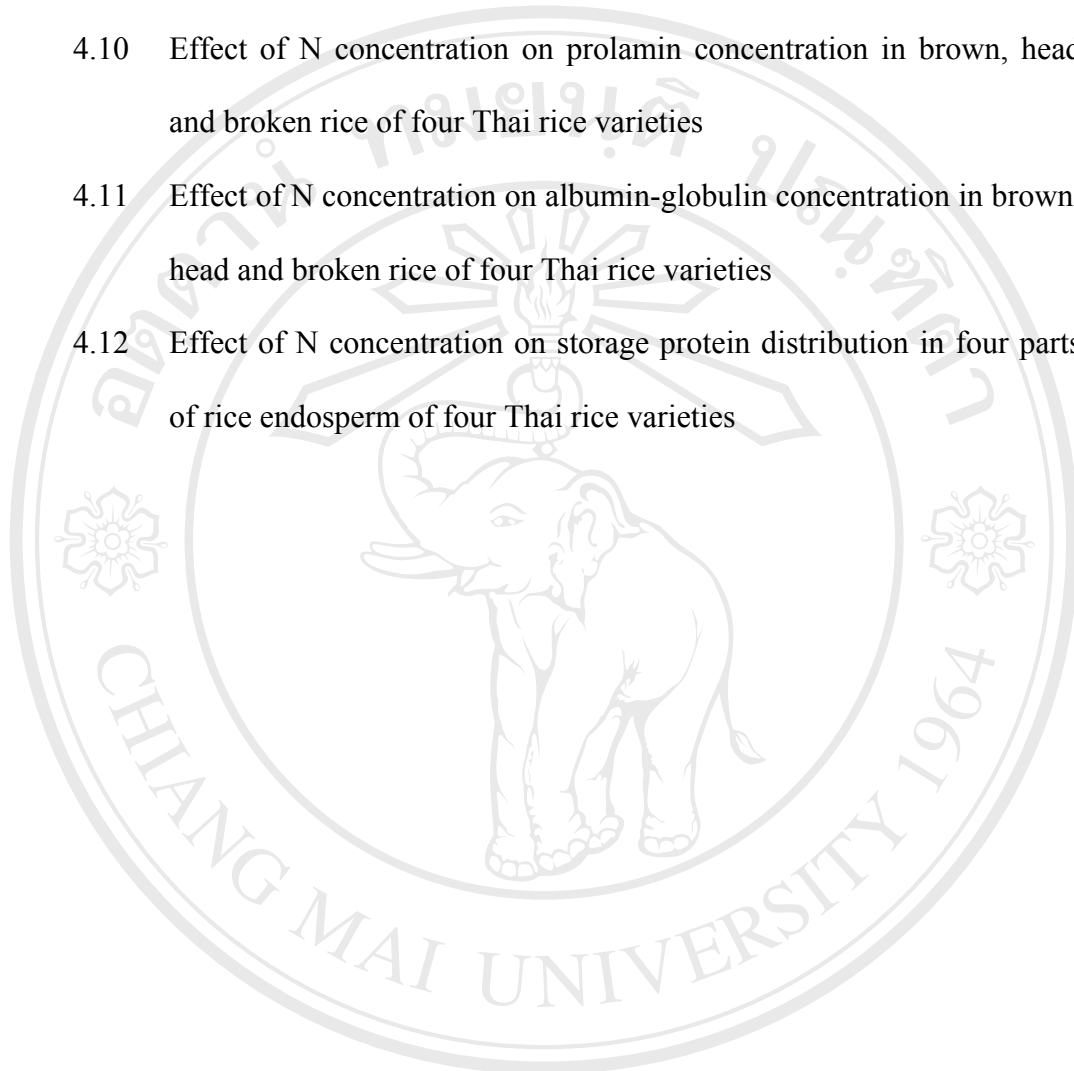 4.10 Effect of N concentration on prolamin concentration in brown, head
and broken rice of four Thai rice varieties
4.11 Effect of N concentration on albumin-globulin concentration in brown
head and broken rice of four Thai rice varieties
4.12 Effect of N concentration on storage protein distribution in four parts
of rice endosperm of four Thai rice varieties
CHIANG MAI UNIVERSITY 1964